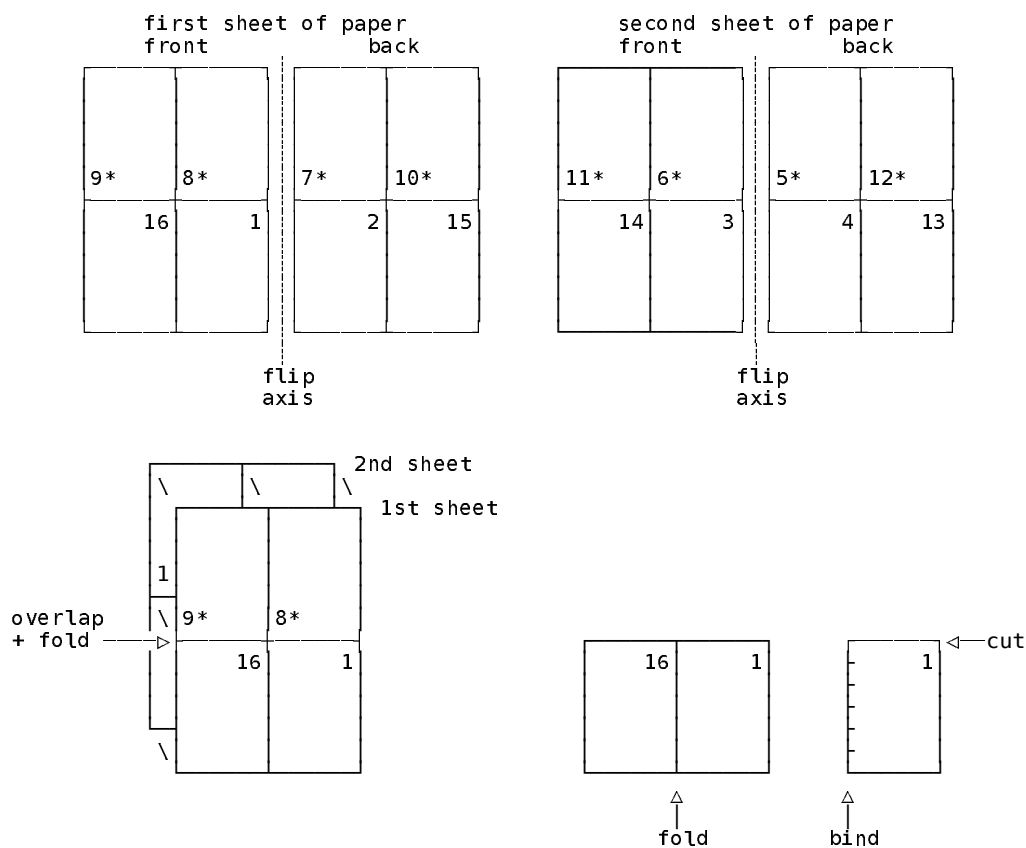 first sheet of paper second sheet of paper
front back front back
9* 8* 7* 10* 11* 6* 5* 12*
16 1 2 15 14 3 4 13
flip flip
axis axis
2nd sheet
\ \ \
1st sheet
1
overlap \ 9* 8*
+ fold cut
16 1 16 1 1
\
fold bind